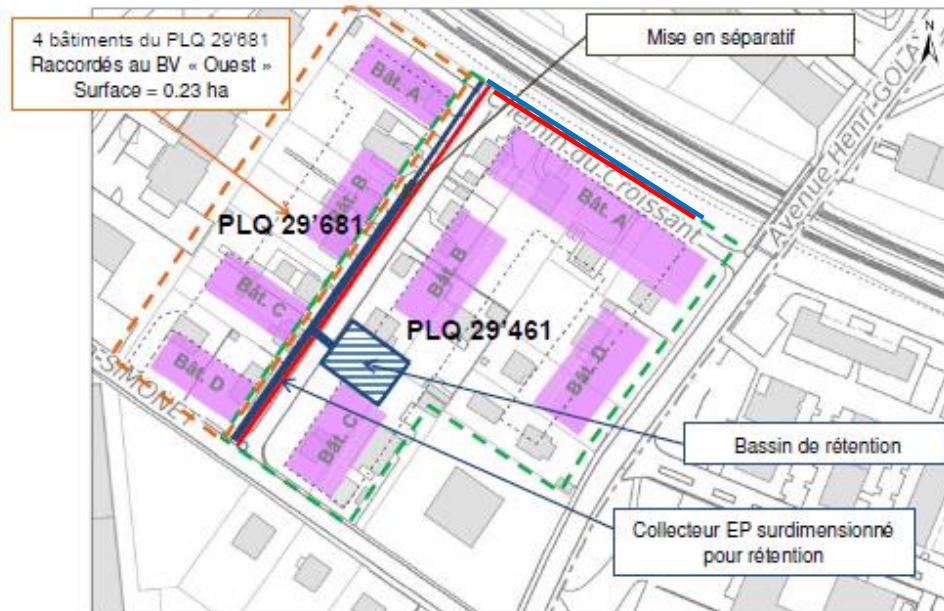 4 bâtiments du PLQ 29'681
Raccordés au BV « Ouest »
Surface = 0.23 ha
Mise en séparatif
N
Avenue Henri-GOLAY
Chemin du Croissant
Bât. A
Bât. B
PLQ 29'681
Bât. C
Bât. D
Bât. A
Bât. B
PLQ 29'461
Bât. D
Bât. C
-SIMONET
Bassin de rétention
Collecteur EP surdimensionné
pour rétention